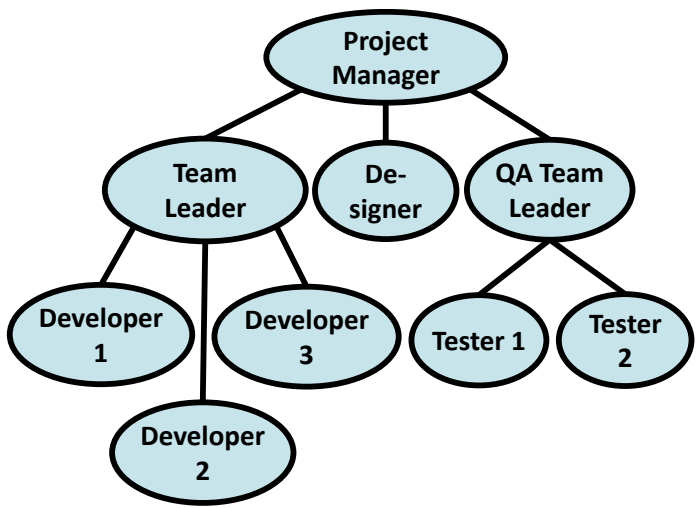 Project
Manager
Team
Leader
De-
signer
QA Team
Leader
Developer
1
Developer
3
Tester 1
Tester
2
Developer
2